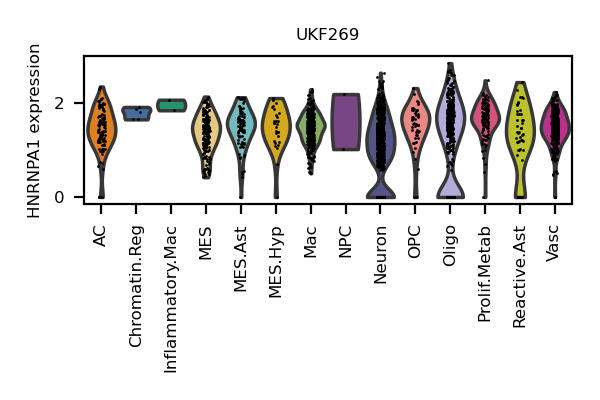 UKF269
HNRNPA1 expression
2
0
AC
Chromatin.Reg
Inflammatory.Mac
MES
MES.Ast
MES.Hyp
Mac
NPC
Neuron
OPC
Oligo
Prolif.Metab
Reactive.Ast
Vasc